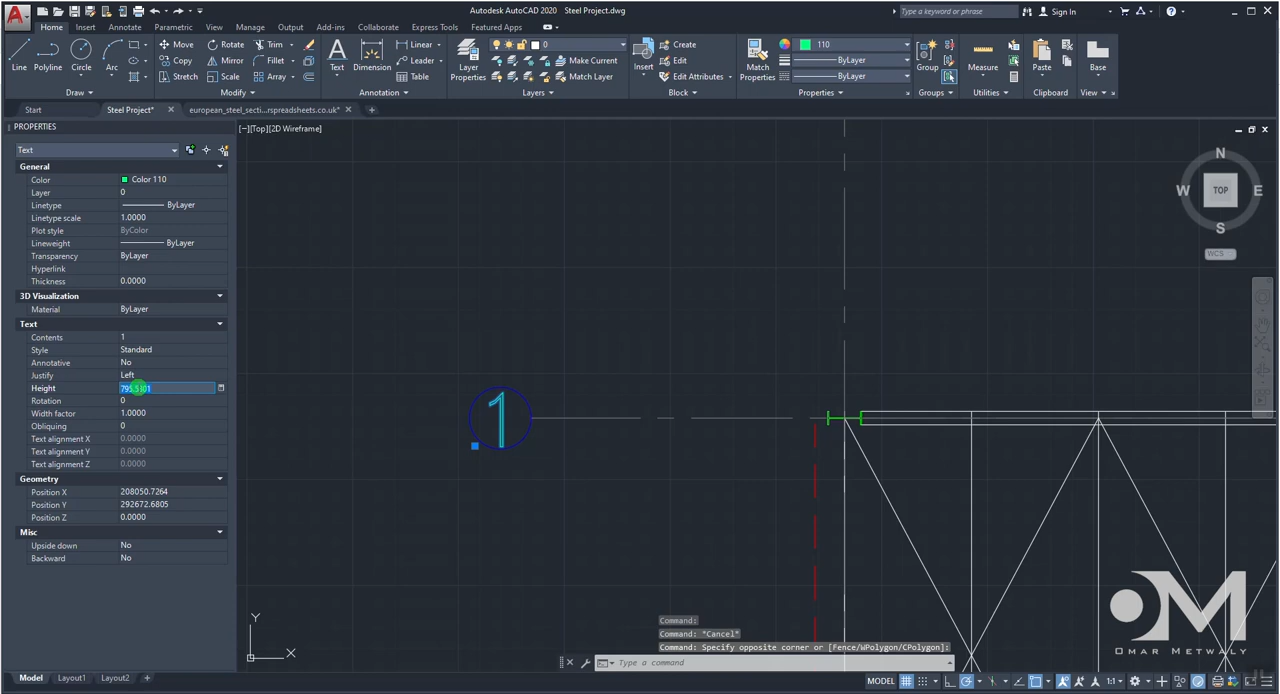 Autodesk AutoCAD 2020 Steel Project.dwg
Type a keyword or phrase
Sign In
Home Insert Annotate Parametric View Manage Output Add-ins Collaborate Express Tools Featured Apps
Line Polyline Circle Arc
Move Rotate Trim
Copy Mirror Fillet
Stretch Scale Array
Text Dimension
Linear
Leader
Table
Layer Properties
0
Make Current
Match Layer
Insert
Create
Edit
Edit Attributes
Match Properties
110
ByLayer
ByLayer
Group
Measure
Paste
Base
Draw Modify Annotation Layers Block Properties Groups Utilities Clipboard View
Start Steel Project* european_steel_secti...rspreadsheets.co.uk*
PROPERTIES
[−][Top][2D Wireframe]
Text
General
Color Color 110
Layer 0
Linetype ByLayer
Linetype scale 1.0000
Plot style ByColor
Lineweight ByLayer
Transparency ByLayer
Hyperlink
Thickness 0.0000
3D Visualization
Material ByLayer
Text
Contents 1
Style Standard
Annotative No
Justify Left
Height 795.5301
Rotation 0
Width factor 1.0000
Obliquing 0
Text alignment X 0.0000
Text alignment Y 0.0000
Text alignment Z 0.0000
Geometry
Position X 208050.7264
Position Y 292672.6805
Position Z 0.0000
Misc
Upside down No
Backward No
1
N
W TOP E
S
WCS
Y
X
Command:
Command: *Cancel*
Command: Specify opposite corner or [Fence/WPolygon/CPolygon]:
Type a command
OM
OMAR METWALY
Model Layout1 Layout2 +
MODEL 1:1